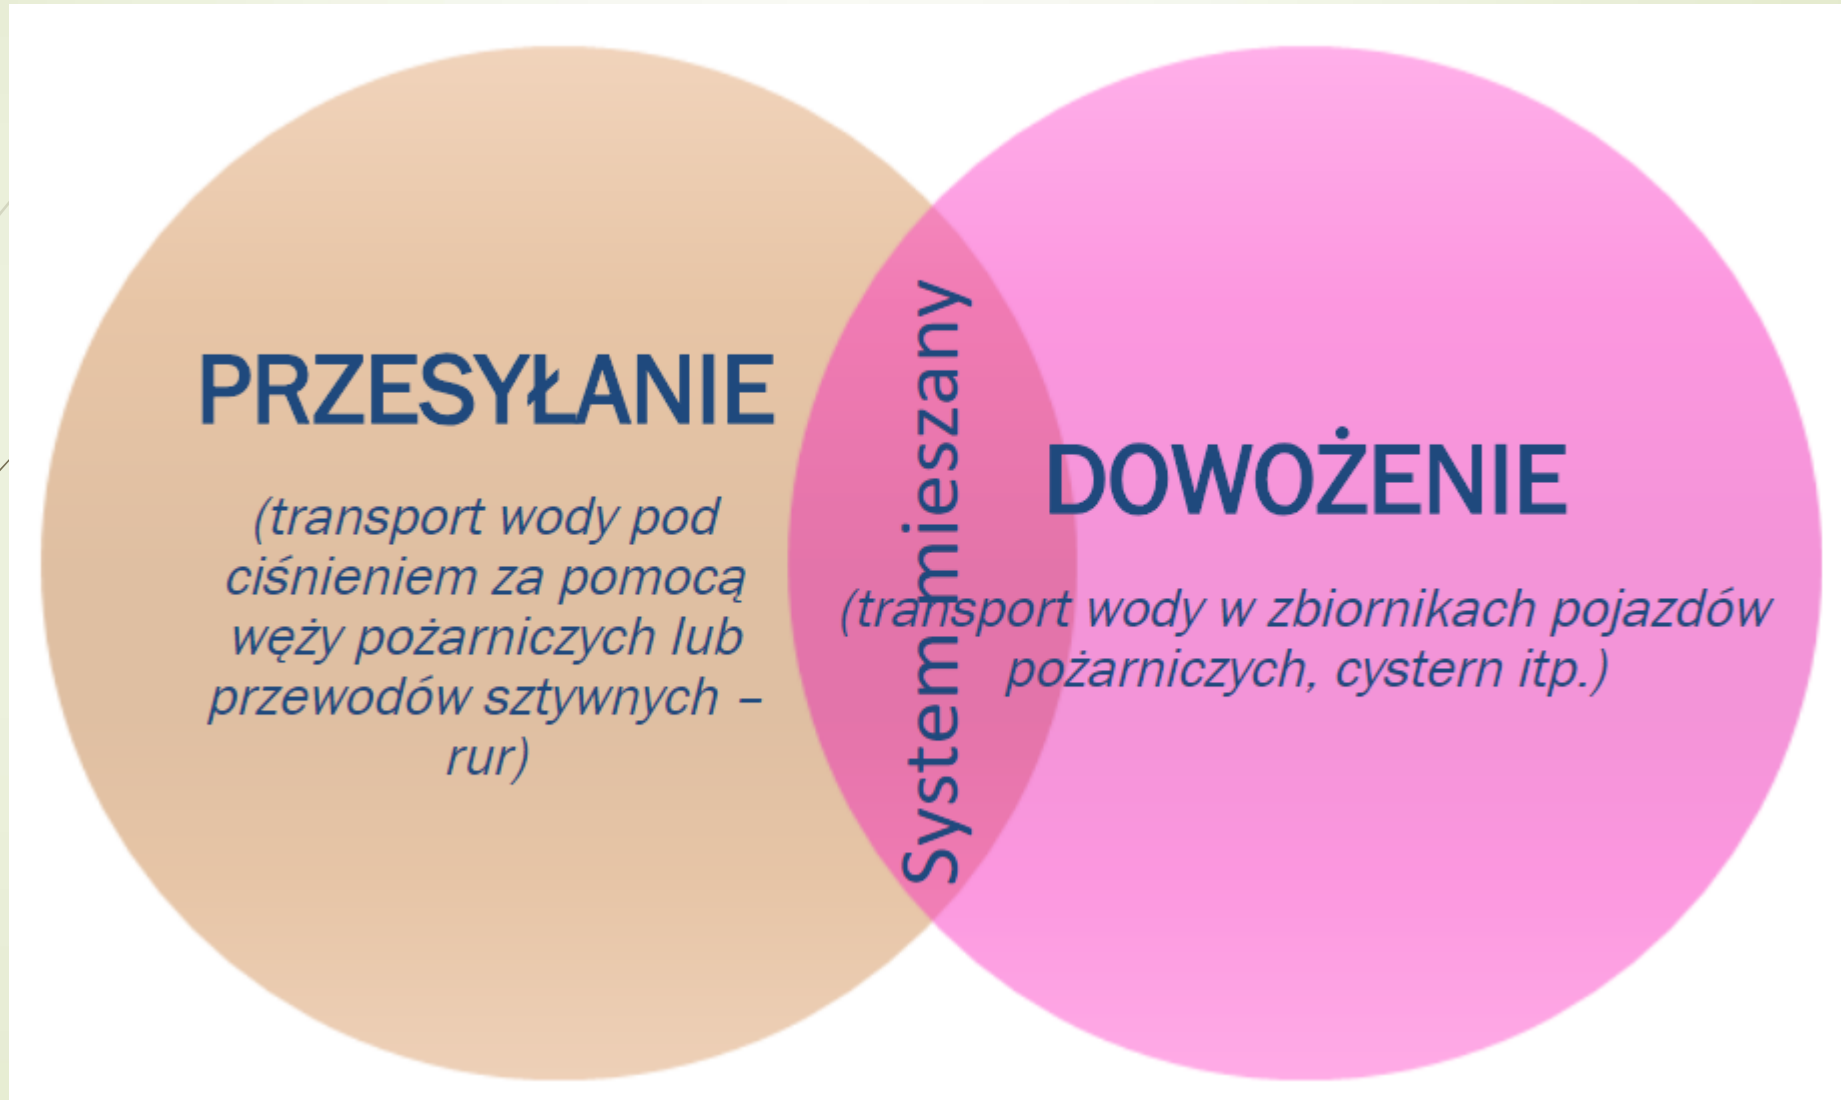 PRZESYŁANIE
(transport wody pod
ciśnieniem za pomocą
węży pożarniczych lub
przewodów sztywnych –
rur)
System mieszany
DOWOŻENIE
(transport wody w zbiornikach pojazdów
pożarniczych, cystern itp.)